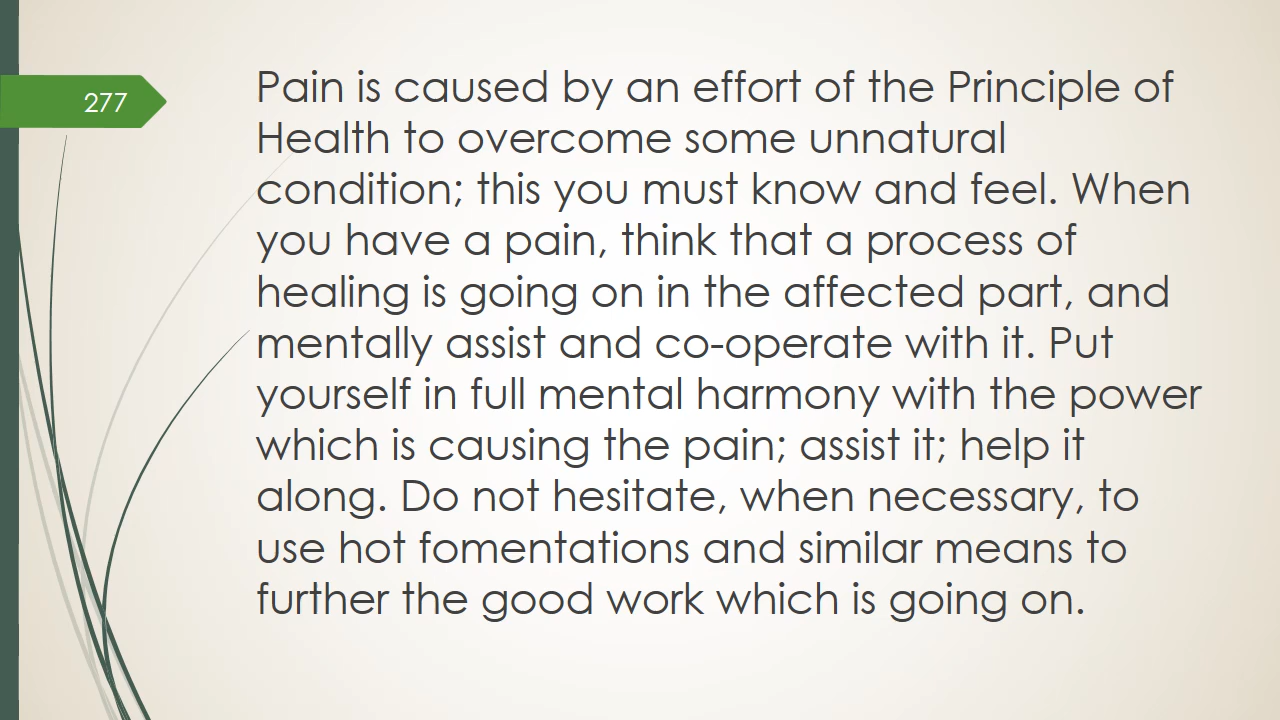 277
Pain is caused by an effort of the Principle of
Health to overcome some unnatural
condition; this you must know and feel. When
you have a pain, think that a process of
healing is going on in the affected part, and
mentally assist and co-operate with it. Put
yourself in full mental harmony with the power
which is causing the pain; assist it; help it
along. Do not hesitate, when necessary, to
use hot fomentations and similar means to
further the good work which is going on.